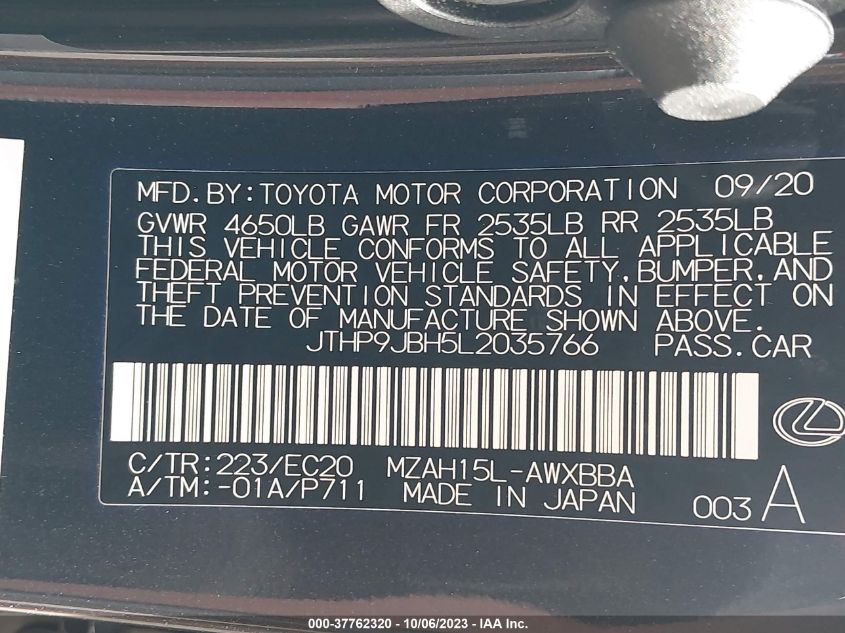 MFD.BY:TOYOTA MOTOR CORPORATION 09/20
GVWR 4650LB GAWR FR 2535LB RR 2535LB
THIS VEHICLE CONFORMS TO ALL APPLICABLE
FEDERAL MOTOR VEHICLE SAFETY,BUMPER,AND
THEFT PREVENTION STANDARDS IN EFFECT ON
THE DATE OF MANUFACTURE SHOWN ABOVE.
JTHP9JBH5L2035766 PASS.CAR
C/TR:223/EC20 MZAH15L-AWXBBA
A/TM:-01A/P711 MADE IN JAPAN 003 A
000-37762320 - 10/06/2023 - IAA Inc.